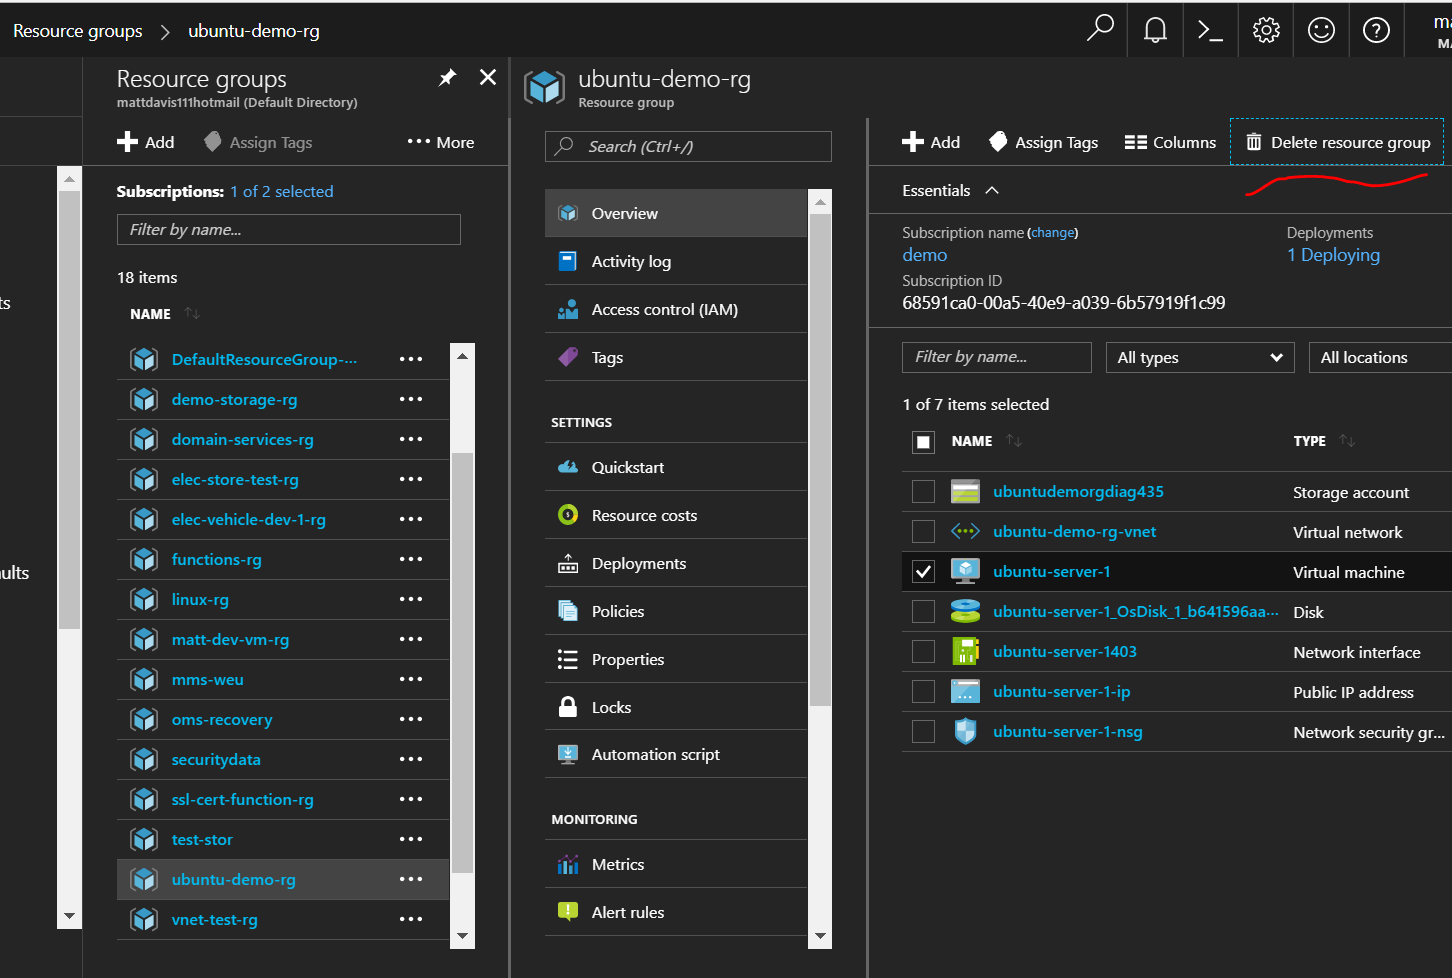 Resource groups > ubuntu-demo-rg
Resource groups
mattdavis111hotmail (Default Directory)
Add
Assign Tags
••• More
Subscriptions: 1 of 2 selected
Filter by name...
18 items
NAME
DefaultResourceGroup-...
demo-storage-rg
domain-services-rg
elec-store-test-rg
elec-vehicle-dev-1-rg
functions-rg
linux-rg
matt-dev-vm-rg
mms-weu
oms-recovery
securitydata
ssl-cert-function-rg
test-stor
ubuntu-demo-rg
vnet-test-rg
ubuntu-demo-rg
Resource group
Search (Ctrl+/)
Overview
Activity log
Access control (IAM)
Tags
SETTINGS
Quickstart
Resource costs
Deployments
Policies
Properties
Locks
Automation script
MONITORING
Metrics
Alert rules
Add
Assign Tags
Columns
Delete resource group
Essentials
Subscription name (change)
demo
Subscription ID
68591ca0-00a5-40e9-a039-6b57919f1c99
Deployments
1 Deploying
Filter by name...
All types
All locations
1 of 7 items selected
NAME TYPE
ubuntudemorgdiag435 Storage account
ubuntu-demo-rg-vnet Virtual network
ubuntu-server-1 Virtual machine
ubuntu-server-1_OsDisk_1_b641596aa... Disk
ubuntu-server-1403 Network interface
ubuntu-server-1-ip Public IP address
ubuntu-server-1-nsg Network security gr...